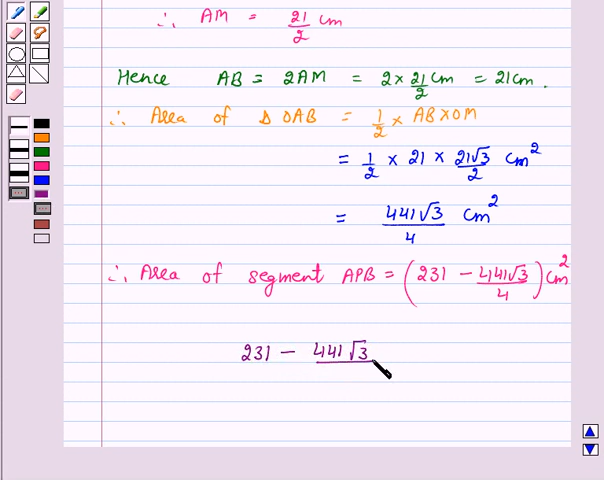 ∴ AM = 21/2 cm
Hence AB = 2AM = 2 × 21/2 cm = 21cm.
∴ Area of Δ OAB = 1/2 × AB × OM
= 1/2 × 21 × 21√3/2 cm²
= 441√3/4 cm²
∴ Area of segment APB = (231 − 441√3/4) cm²
231 − 441√3